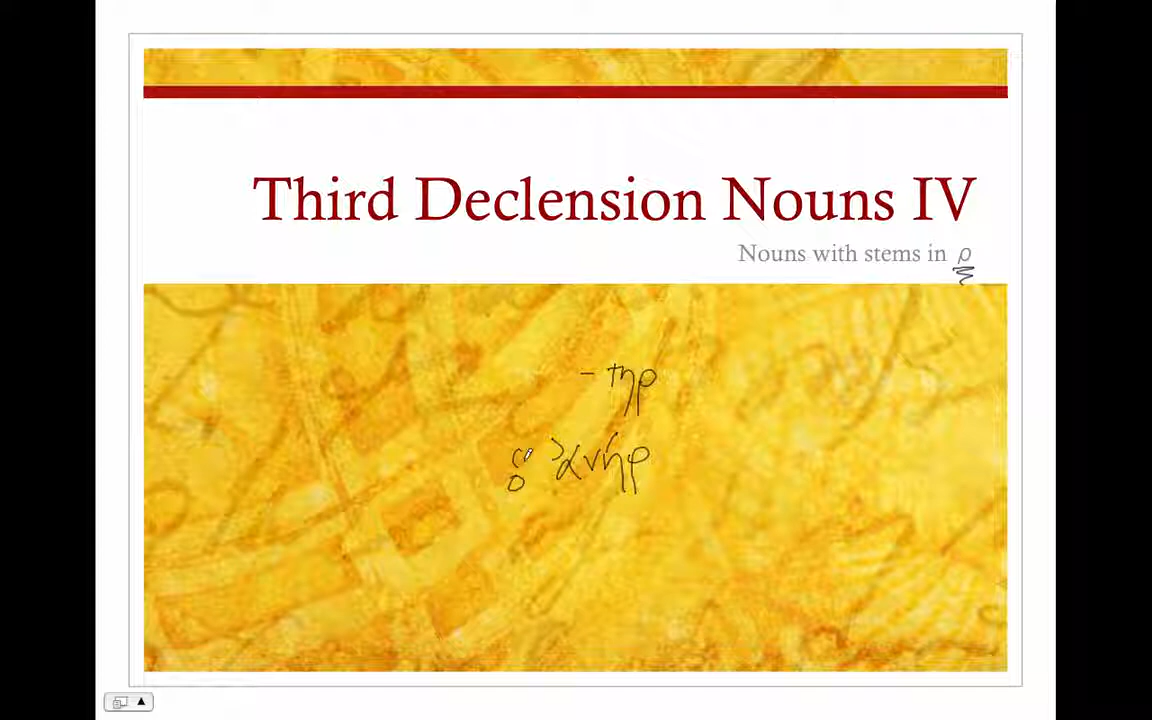 Third Declension Nouns IV
Nouns with stems in ρ
- τηρ
ὁ ἀνήρ